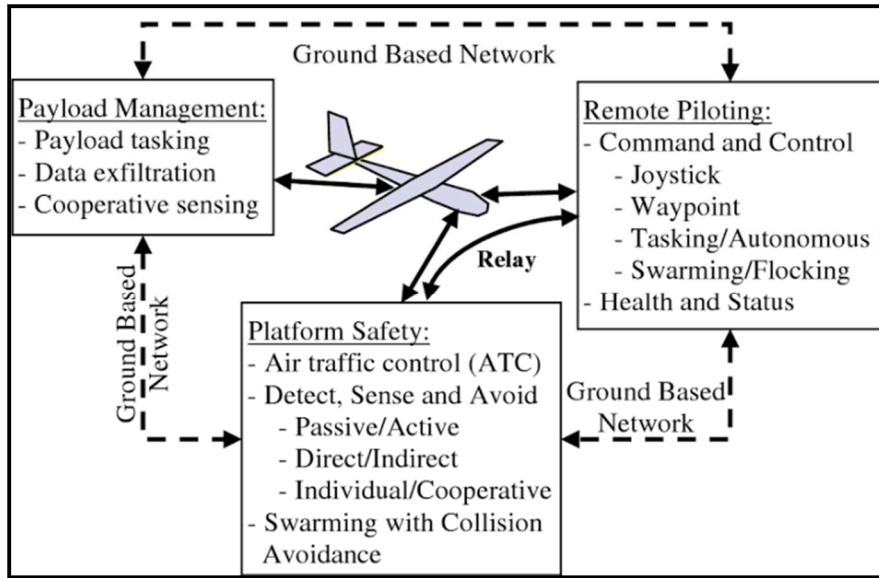 Ground Based Network
Payload Management:
- Payload tasking
- Data exfiltration
- Cooperative sensing
Remote Piloting:
- Command and Control
- Joystick
- Waypoint
- Tasking/Autonomous
- Swarming/Flocking
- Health and Status
Relay
Ground Based
Network
Platform Safety:
- Air traffic control (ATC)
- Detect, Sense and Avoid
- Passive/Active
- Direct/Indirect
- Individual/Cooperative
- Swarming with Collision
Avoidance
Ground Based
Network